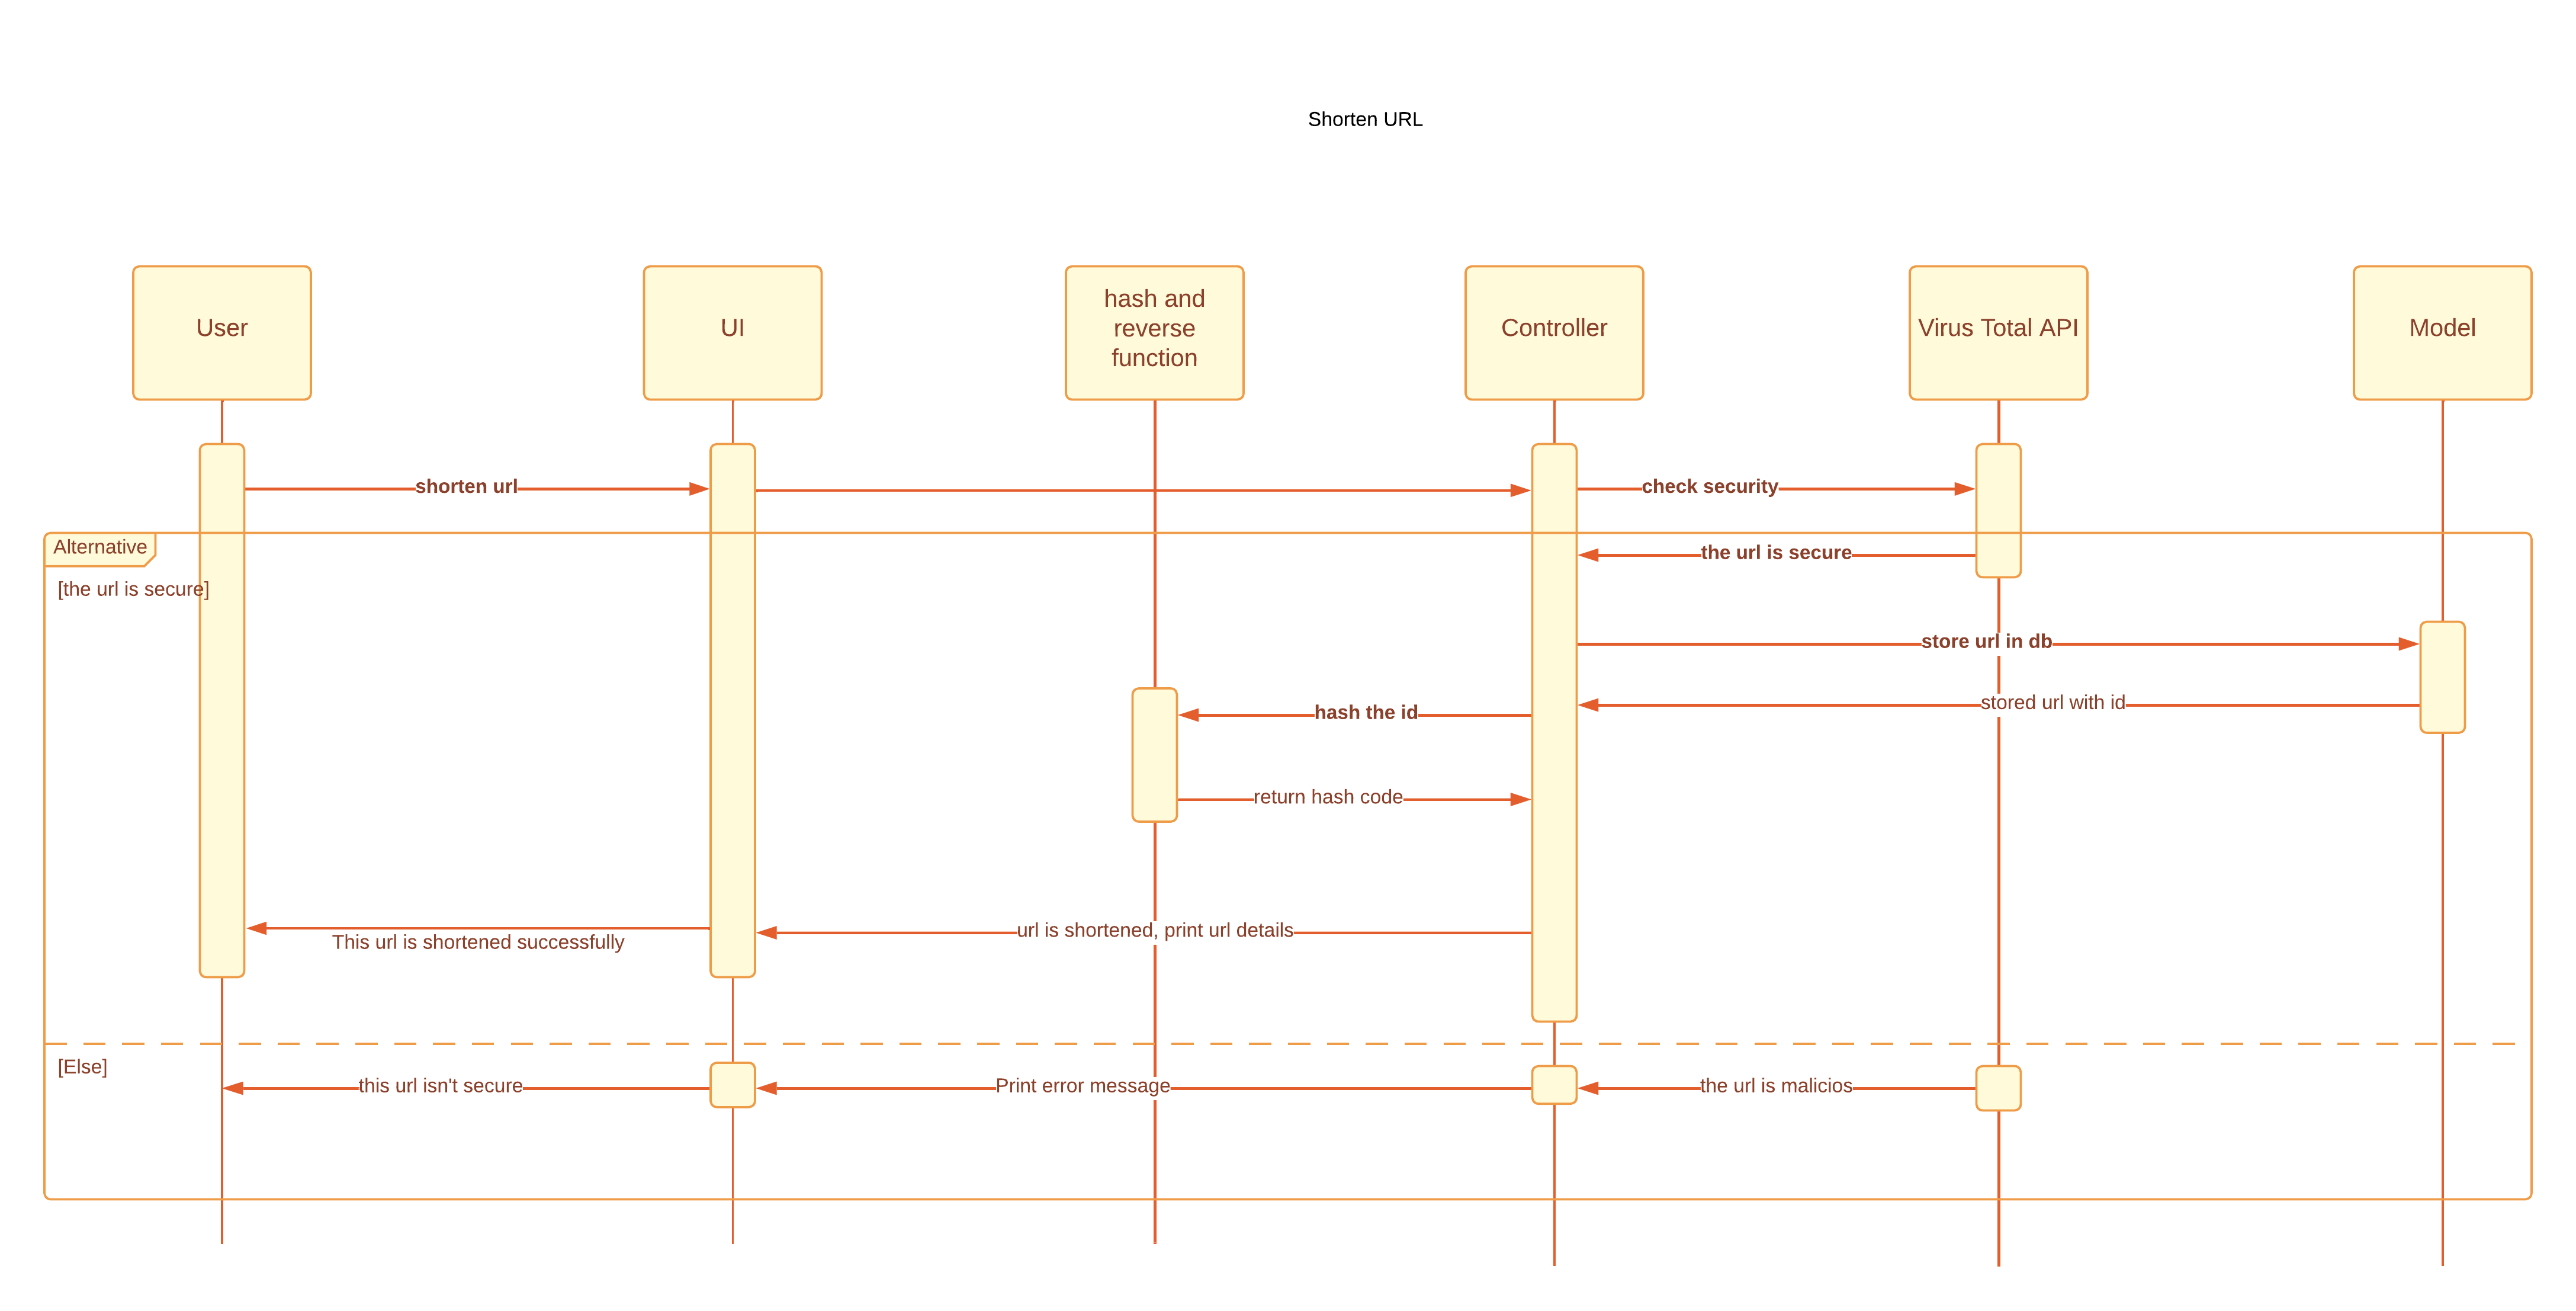 Shorten URL
User
UI
hash and
reverse
function
Controller
Virus Total API
Model
shorten url
check security
Alternative
the url is secure
[the url is secure]
store url in db
stored url with id
hash the id
return hash code
url is shortened, print url details
This url is shortened successfully
[Else]
this url isn't secure
Print error message
the url is malicios